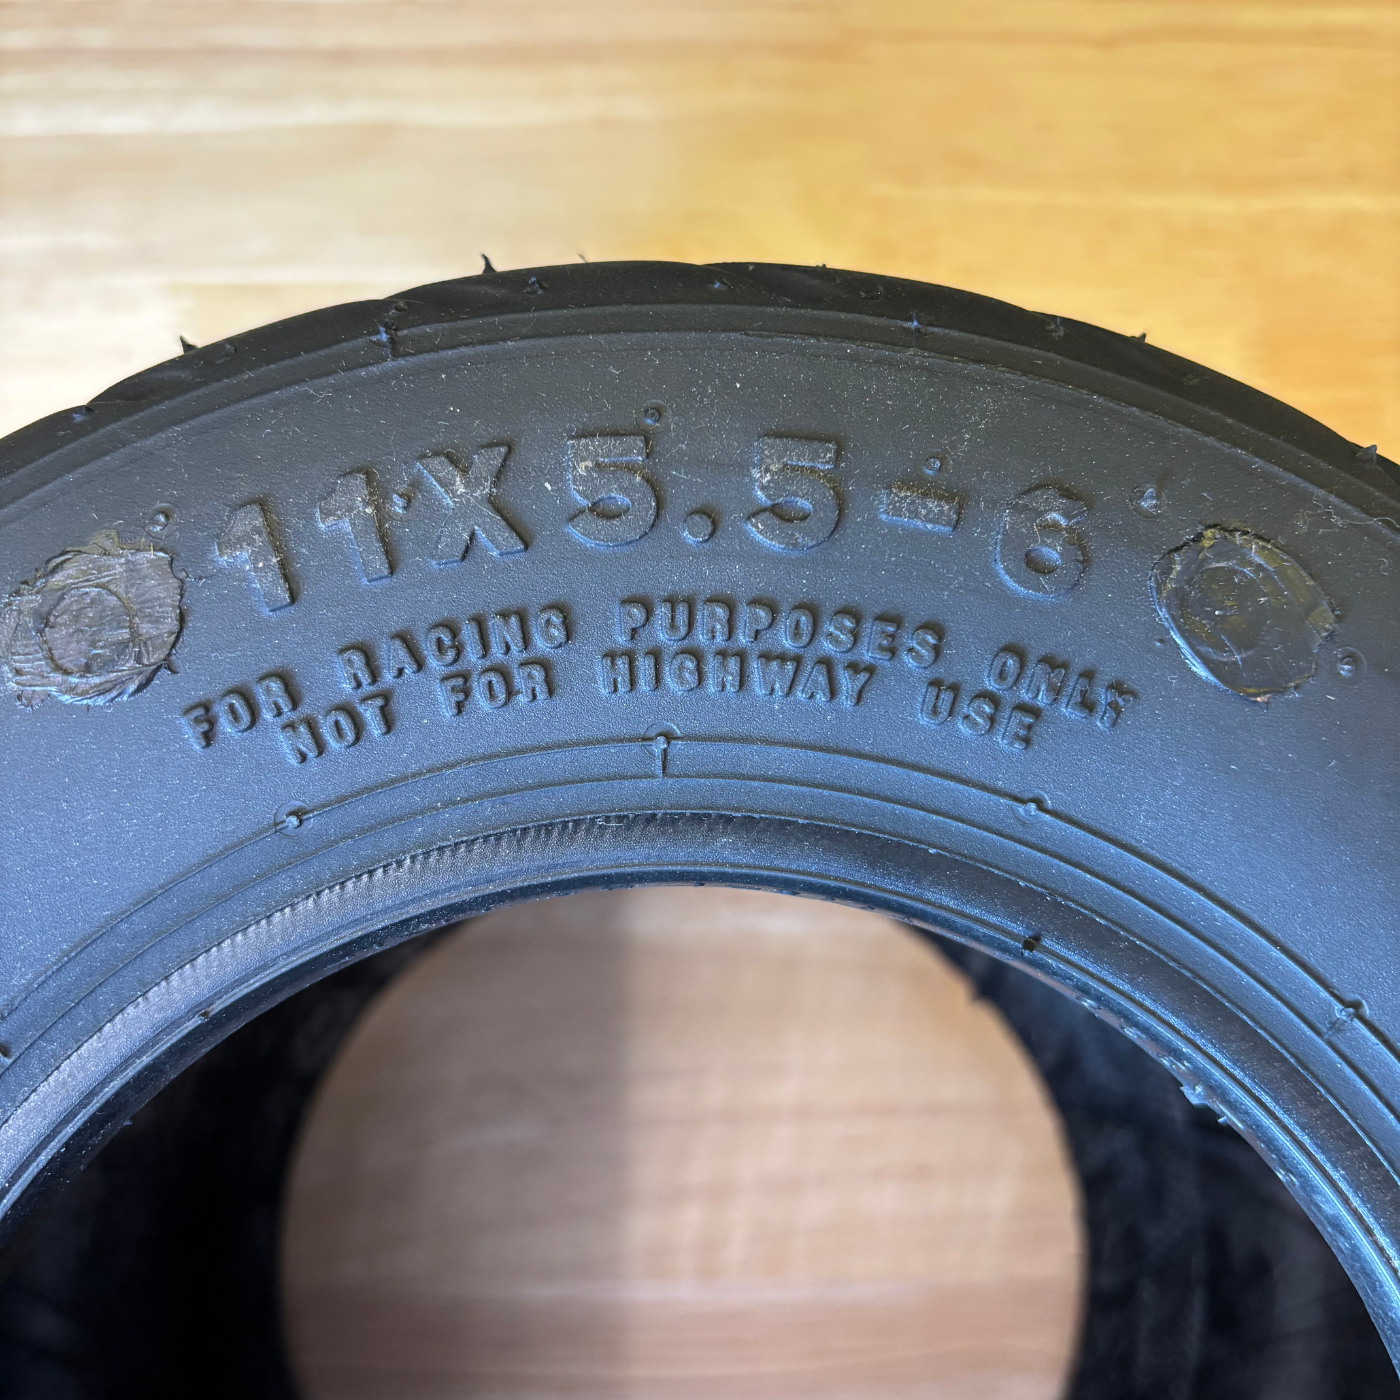 11X5.5-6
FOR RACING PURPOSES ONLY
NOT FOR HIGHWAY USE